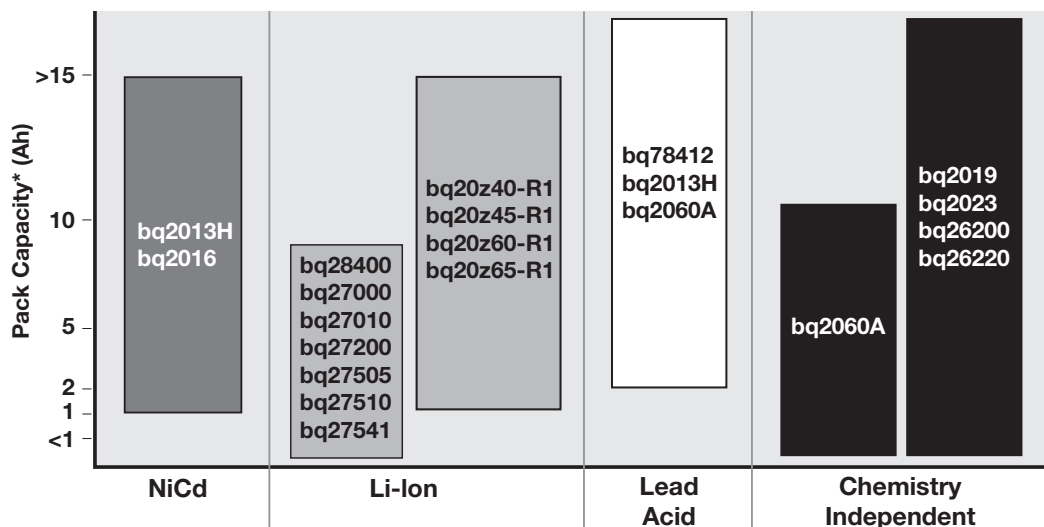 Pack Capacity* (Ah)
>15
10
5
2
1
<1
bq2013H
bq2016
bq28400
bq27000
bq27010
bq27200
bq27505
bq27510
bq27541
bq20z40-R1
bq20z45-R1
bq20z60-R1
bq20z65-R1
bq78412
bq2013H
bq2060A
bq2060A
bq2019
bq2023
bq26200
bq26220
NiCd
Li-Ion
Lead
Acid
Chemistry
Independent